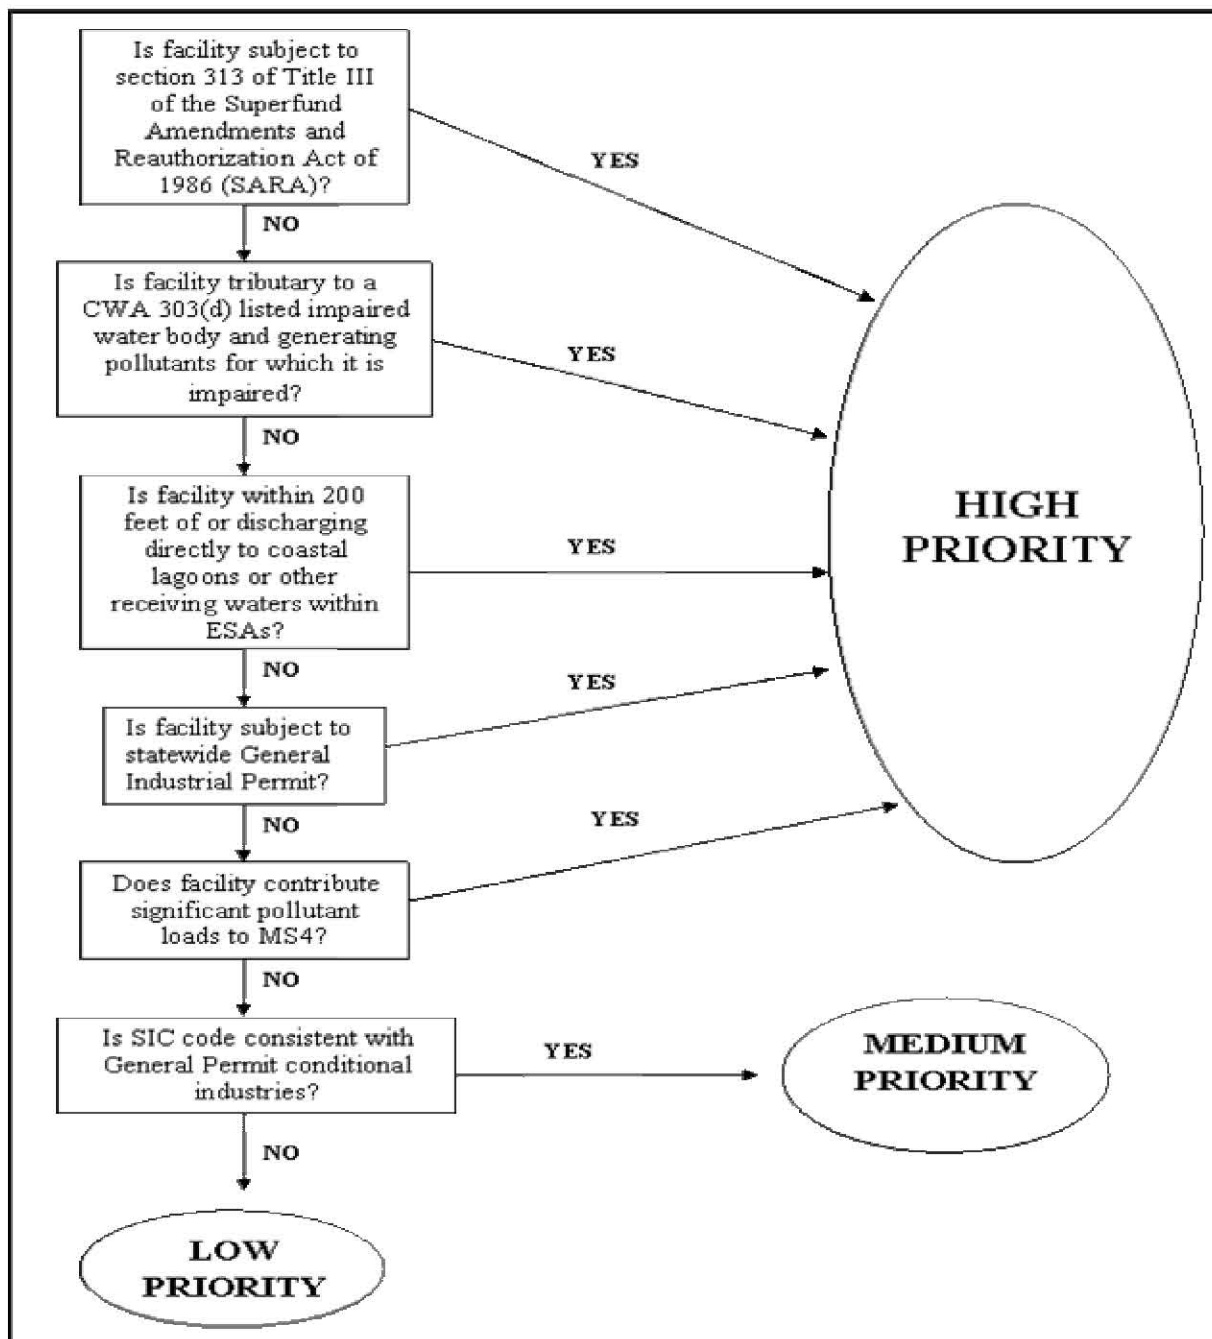 Is facility subject to
section 313 of Title III
of the Superfund
Amendments and
Reauthorization Act of
1986 (SARA)?
YES
NO
Is facility tributary to a
CWA 303(d) listed impaired
water body and generating
pollutants for which it is
impaired?
YES
NO
Is facility within 200
feet of or discharging
directly to coastal
lagoons or other
receiving waters within
ESAs?
YES
HIGH
PRIORITY
NO
Is facility subject to
statewide General
Industrial Permit?
YES
NO
Does facility contribute
significant pollutant
loads to MS4?
YES
NO
Is SIC code consistent with
General Permit conditional
industries?
YES
MEDIUM
PRIORITY
NO
LOW
PRIORITY